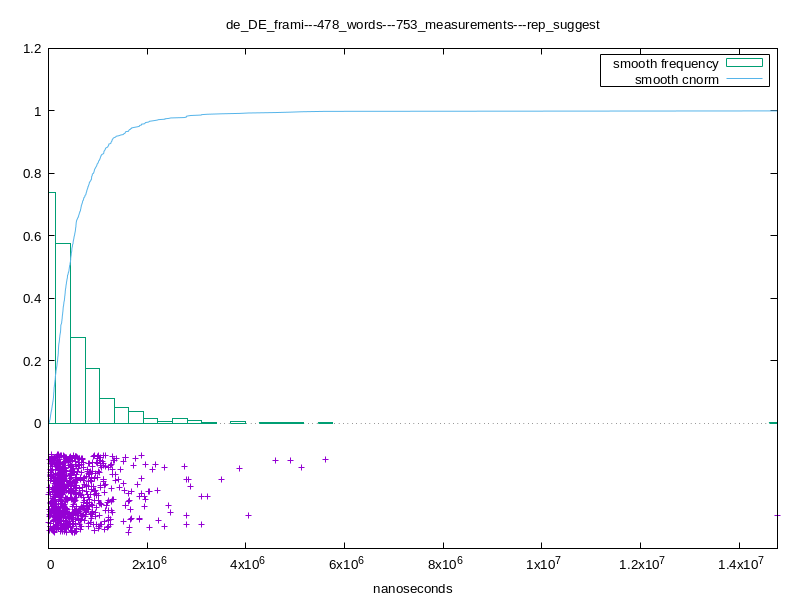 de_DE_frami---478_words---753_measurements---rep_suggest
smooth frequency
smooth cnorm
1.2
1
0.8
0.6
0.4
0.2
0
0 2x10^6 4x10^6 6x10^6 8x10^6 1x10^7 1.2x10^7 1.4x10^7
nanoseconds